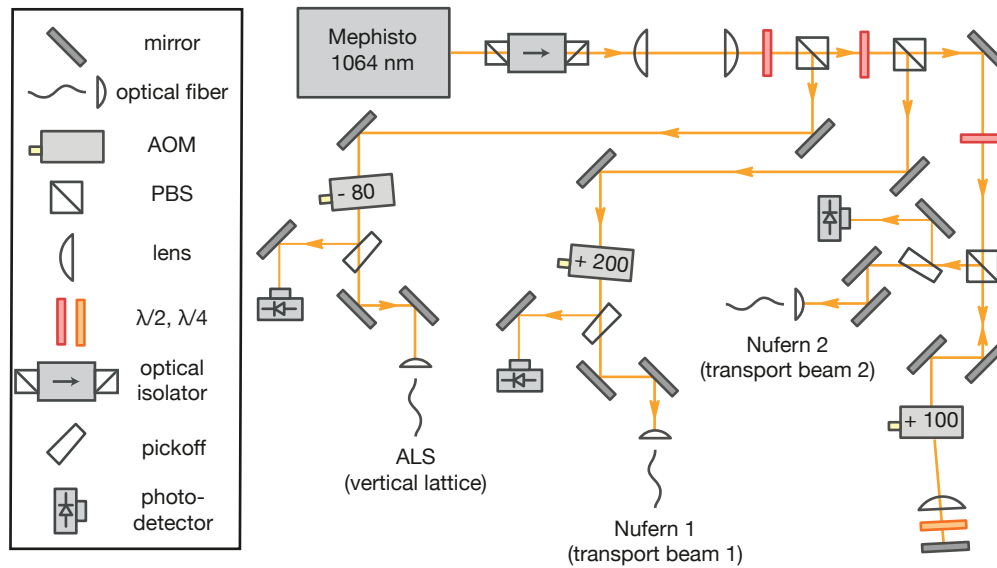 mirror
optical fiber
AOM
PBS
lens
λ/2, λ/4
optical
isolator
pickoff
photo-
detector
Mephisto
1064 nm
- 80
+ 200
+ 100
ALS
(vertical lattice)
Nufern 1
(transport beam 1)
Nufern 2
(transport beam 2)